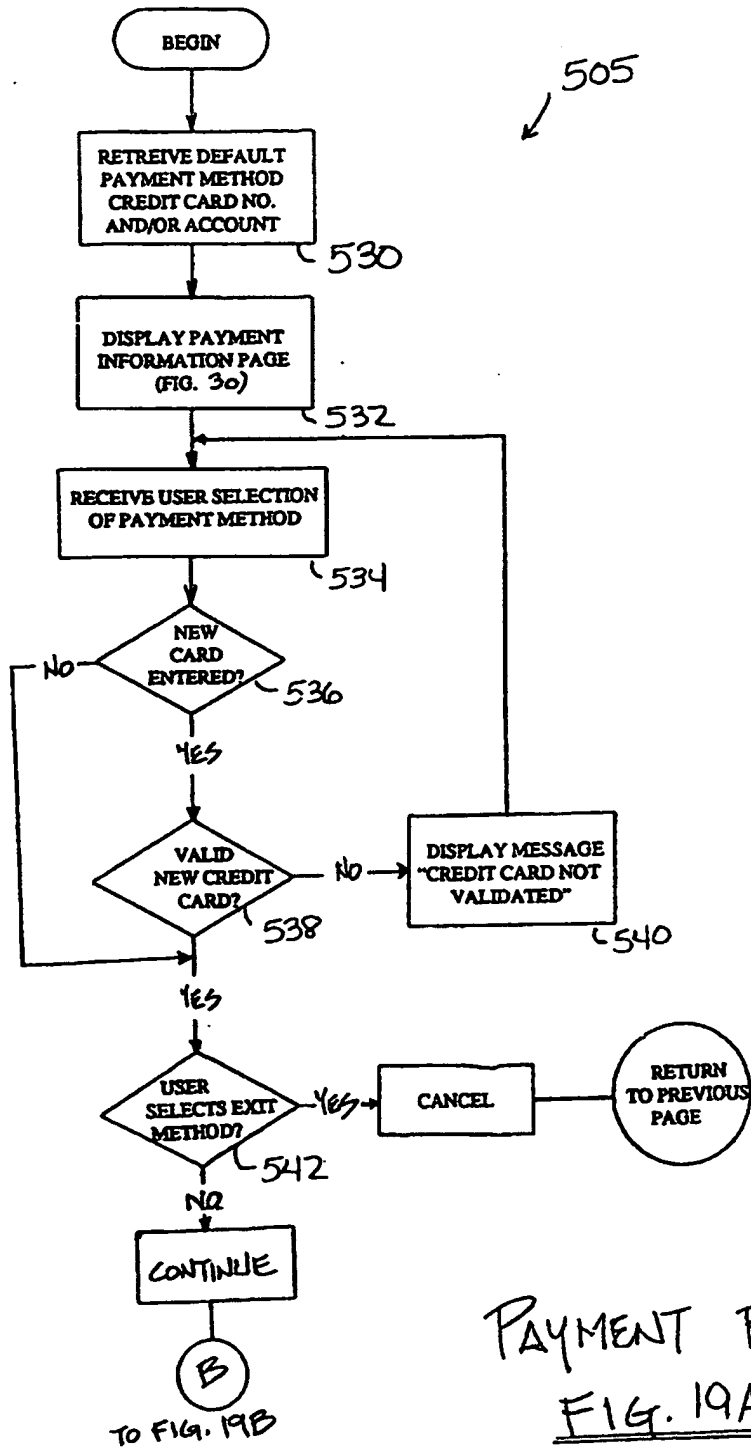 BEGIN
505
RETREIVE DEFAULT
PAYMENT METHOD
CREDIT CARD NO.
AND/OR ACCOUNT
530
DISPLAY PAYMENT
INFORMATION PAGE
(FIG. 30)
532
RECEIVE USER SELECTION
OF PAYMENT METHOD
534
NEW
CARD
ENTERED?
536
NO
YES
VALID
NEW CREDIT
CARD?
538
NO
DISPLAY MESSAGE
"CREDIT CARD NOT
VALIDATED"
540
YES
USER
SELECTS EXIT
METHOD?
542
YES
CANCEL
RETURN
TO PREVIOUS
PAGE
NO
CONTINUE
B
TO FIG. 19B
PAYMENT
FIG. 19A